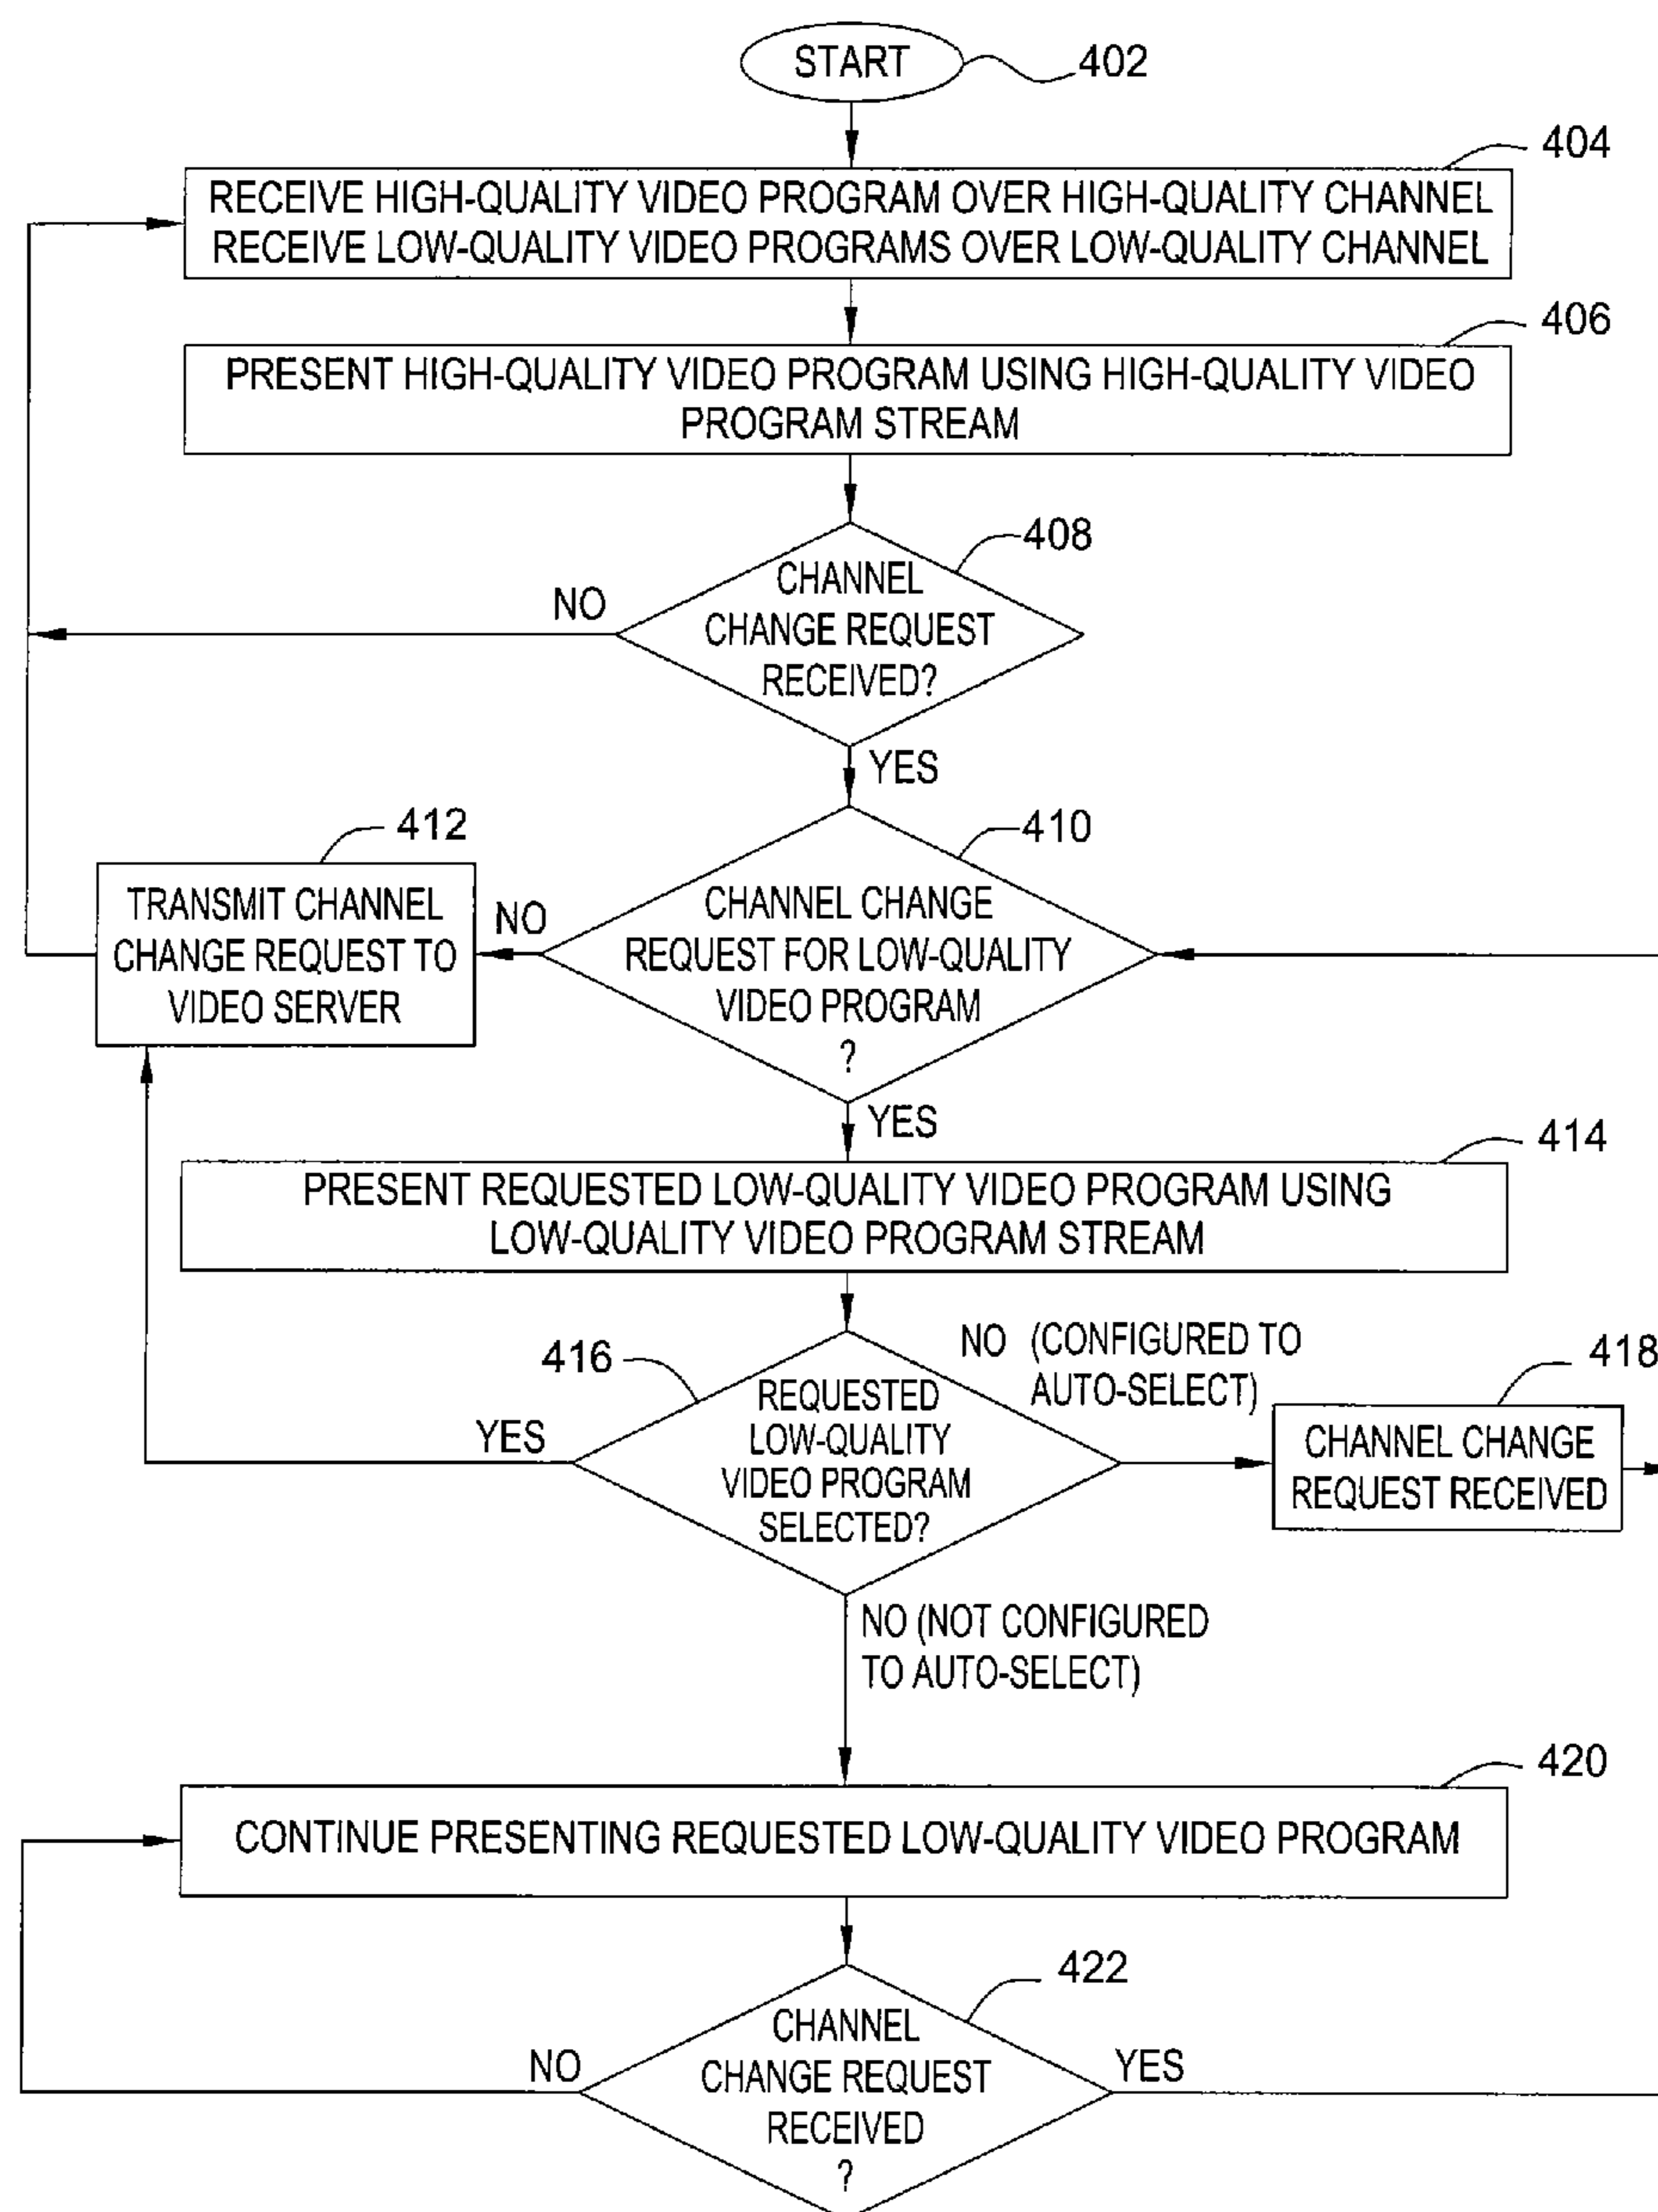 START
402
404
RECEIVE HIGH-QUALITY VIDEO PROGRAM OVER HIGH-QUALITY CHANNEL
RECEIVE LOW-QUALITY VIDEO PROGRAMS OVER LOW-QUALITY CHANNEL
406
PRESENT HIGH-QUALITY VIDEO PROGRAM USING HIGH-QUALITY VIDEO
PROGRAM STREAM
408
CHANNEL
CHANGE REQUEST
RECEIVED?
NO
YES
410
CHANNEL CHANGE
REQUEST FOR LOW-QUALITY
VIDEO PROGRAM
?
NO
412
TRANSMIT CHANNEL
CHANGE REQUEST TO
VIDEO SERVER
YES
414
PRESENT REQUESTED LOW-QUALITY VIDEO PROGRAM USING
LOW-QUALITY VIDEO PROGRAM STREAM
416
REQUESTED
LOW-QUALITY
VIDEO PROGRAM
SELECTED?
YES
NO (CONFIGURED TO
AUTO-SELECT)
418
CHANNEL CHANGE
REQUEST RECEIVED
NO (NOT CONFIGURED
TO AUTO-SELECT)
420
CONTINUE PRESENTING REQUESTED LOW-QUALITY VIDEO PROGRAM
422
CHANNEL
CHANGE REQUEST
RECEIVED
?
NO
YES